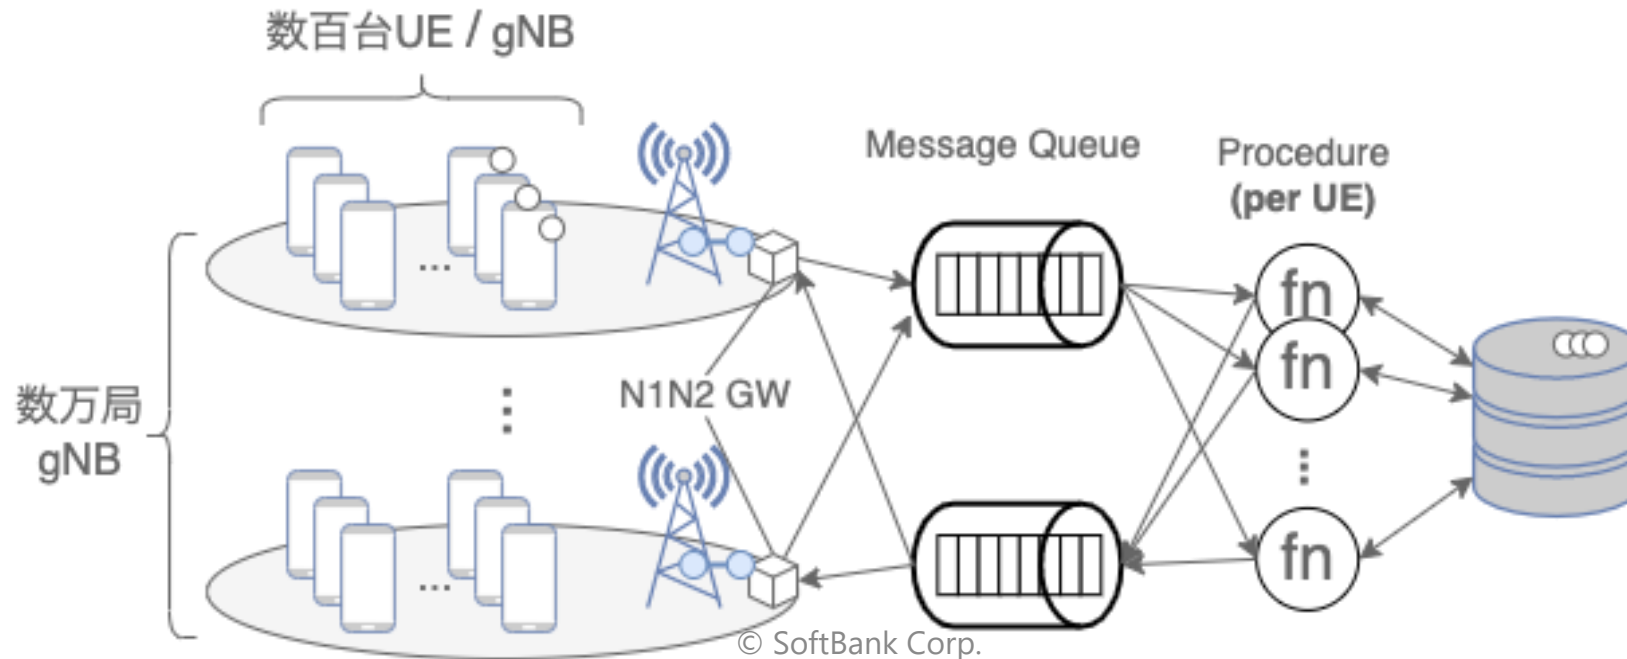 数百台UE / gNB
Message Queue
Procedure
(per UE)
...
fn
fn
N1N2 GW
数万局
gNB
fn
...
© SoftBank Corp.